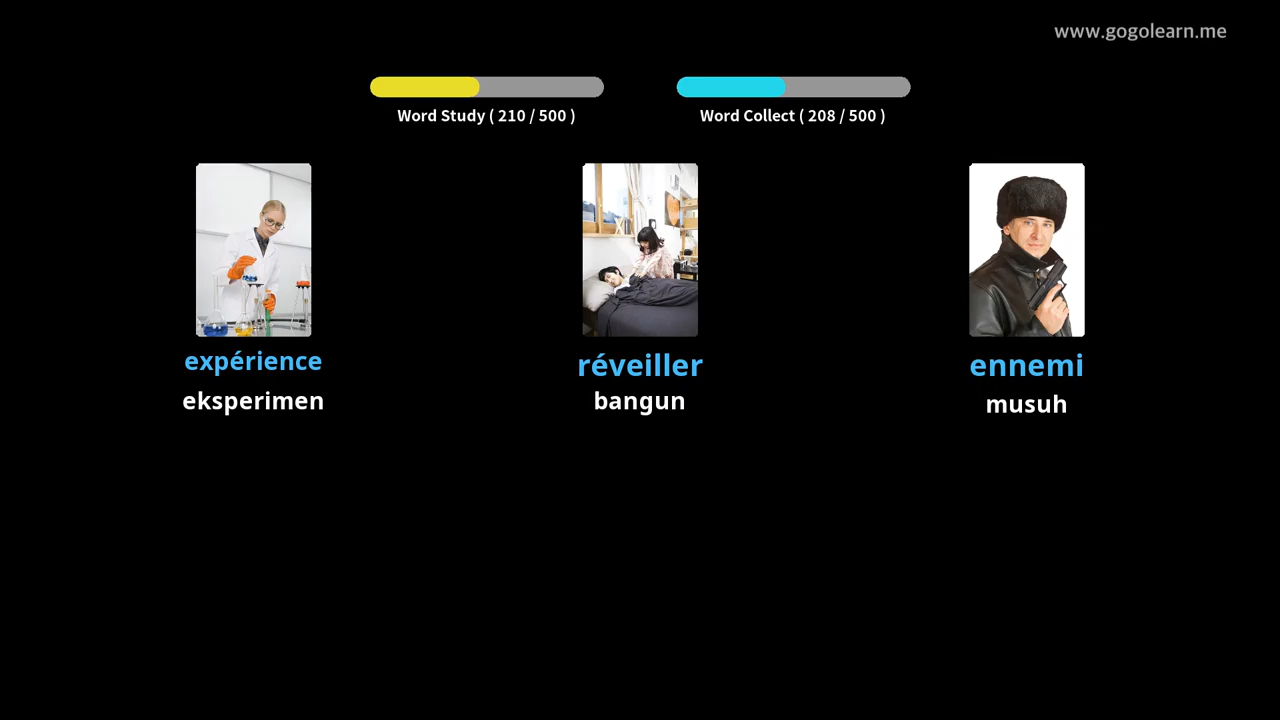 www.gogolearn.me
Word Study ( 210 / 500 )
Word Collect ( 208 / 500 )
expérience
eksperimen
réveiller
bangun
ennemi
musuh